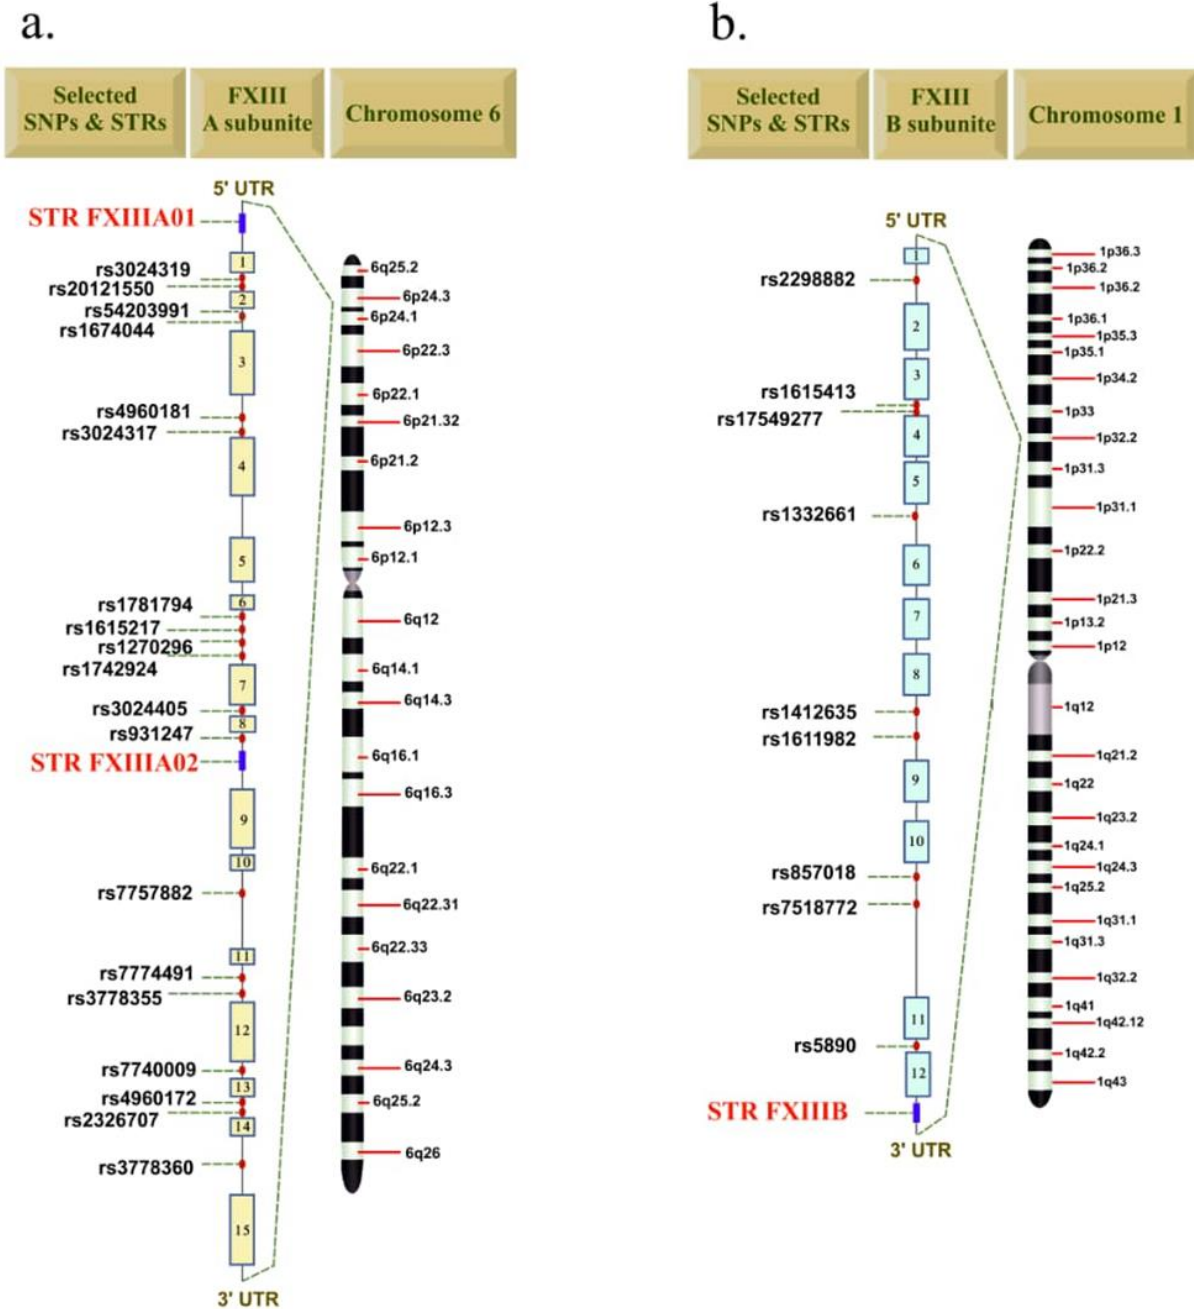 a.
Selected
SNPs & STRs
FXIII
A subunite
Chromosome 6
5' UTR
STR FXIIIA01
1
rs3024319
rs20121550
2
rs54203991
rs1674044
3
rs4960181
rs3024317
4
5
6
rs1781794
rs1615217
rs1270296
rs1742924
7
rs3024405
8
rs931247
STR FXIIIA02
9
10
rs7757882
11
rs7774491
rs3778355
12
rs7740009
13
rs4960172
rs2326707
14
rs3778360
15
3' UTR
6q25.2
6p24.3
6p24.1
6p22.3
6p22.1
6p21.32
6p21.2
6p12.3
6p12.1
6q12
6q14.1
6q14.3
6q16.1
6q16.3
6q22.1
6q22.31
6q22.33
6q23.2
6q24.3
6q25.2
6q26
b.
Selected
SNPs & STRs
FXIII
B subunite
Chromosome 1
5' UTR
1
rs2298882
2
3
rs1615413
rs17549277
4
5
rs1332661
6
7
8
rs1412635
rs1611982
9
10
rs857018
rs7518772
11
rs5890
12
STR FXIIIB
3' UTR
1p36.3
1p36.2
1p36.2
1p36.1
1p35.3
1p35.1
1p34.2
1p33
1p32.2
1p31.3
1p31.1
1p22.2
1p21.3
1p13.2
1p12
1q12
1q21.2
1q22
1q23.2
1q24.1
1q24.3
1q25.2
1q31.1
1q31.3
1q32.2
1q41
1q42.12
1q42.2
1q43